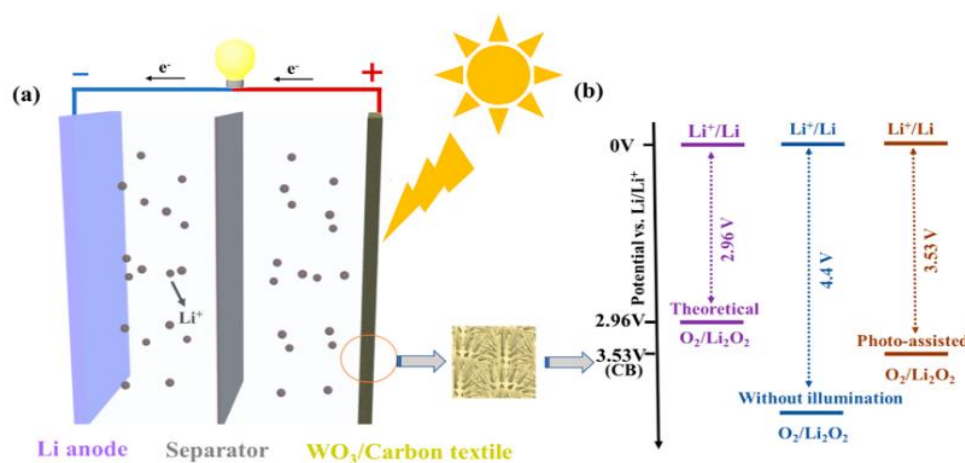 (a)
−
e⁻
e⁻
+
Li⁺
Li anode
Separator
WO₃/Carbon textile
(b)
Potential vs. Li/Li⁺
0V
2.96V
3.53V
(CB)
Li⁺/Li
2.96 V
Theoretical
O₂/Li₂O₂
Li⁺/Li
4.4 V
Without illumination
O₂/Li₂O₂
Li⁺/Li
3.53 V
Photo-assisted
O₂/Li₂O₂